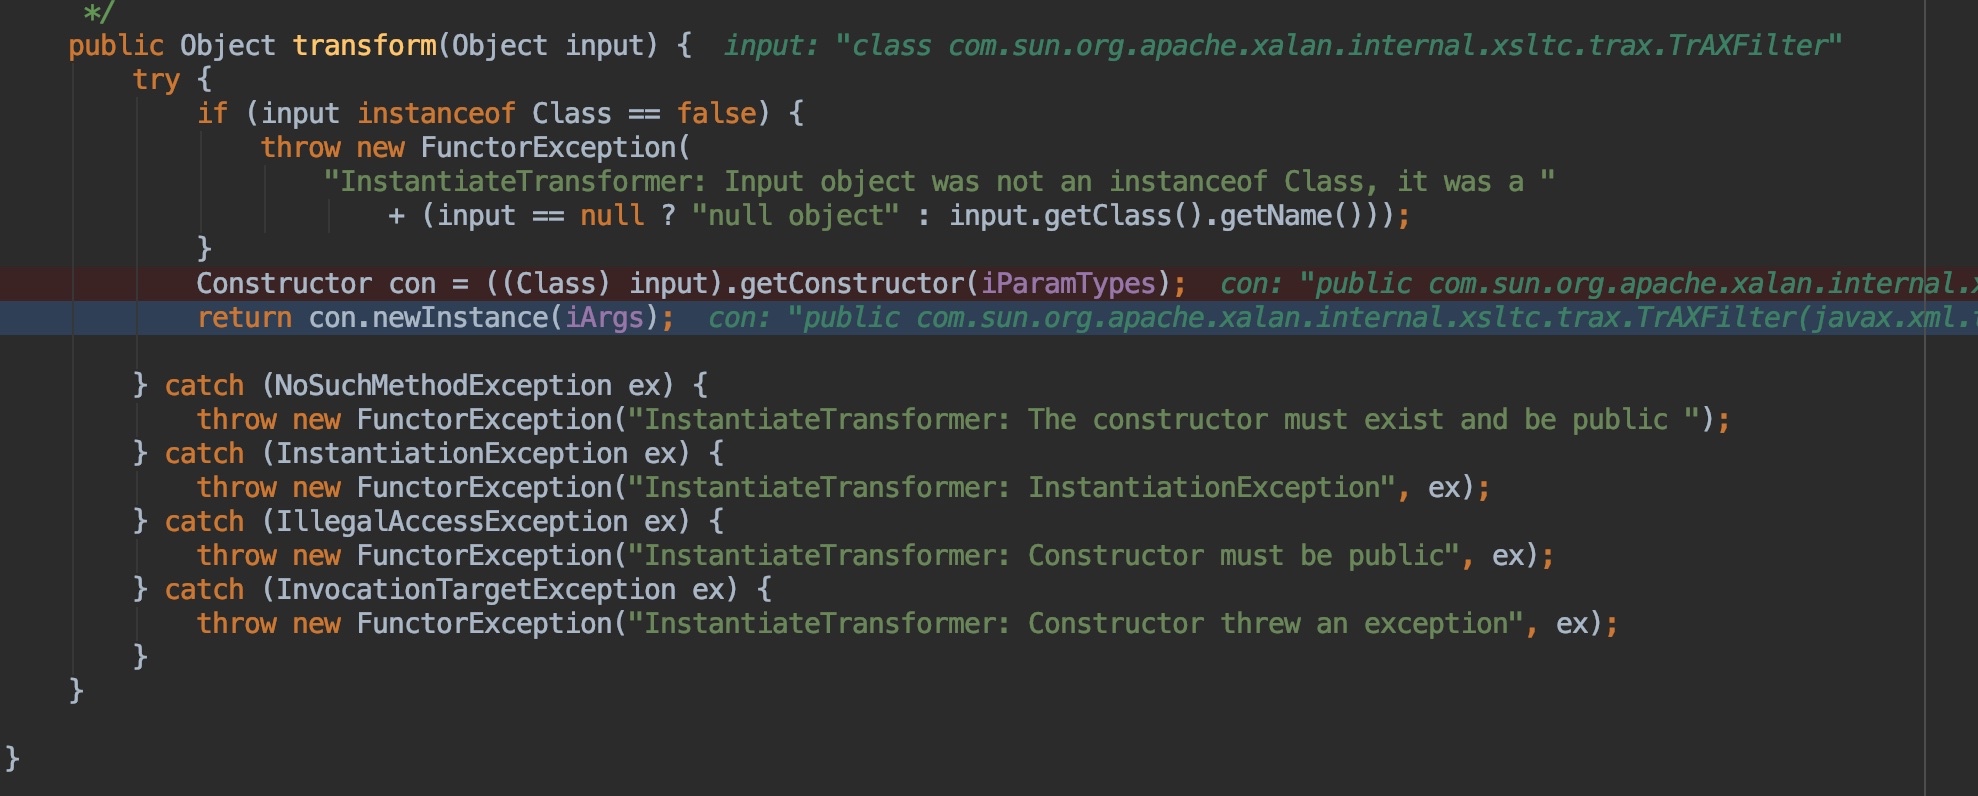 */
public Object transform(Object input) {  input: "class com.sun.org.apache.xalan.internal.xsltc.trax.TrAXFilter"
try {
if (input instanceof Class == false) {
throw new FunctorException(
"InstantiateTransformer: Input object was not an instanceof Class, it was a "
+ (input == null ? "null object" : input.getClass().getName()));
}
Constructor con = ((Class) input).getConstructor(iParamTypes);  con: "public com.sun.org.apache.xalan.internal.x
return con.newInstance(iArgs);  con: "public com.sun.org.apache.xalan.internal.xsltc.trax.TrAXFilter(javax.xml.
} catch (NoSuchMethodException ex) {
throw new FunctorException("InstantiateTransformer: The constructor must exist and be public ");
} catch (InstantiationException ex) {
throw new FunctorException("InstantiateTransformer: InstantiationException", ex);
} catch (IllegalAccessException ex) {
throw new FunctorException("InstantiateTransformer: Constructor must be public", ex);
} catch (InvocationTargetException ex) {
throw new FunctorException("InstantiateTransformer: Constructor threw an exception", ex);
}
}
}